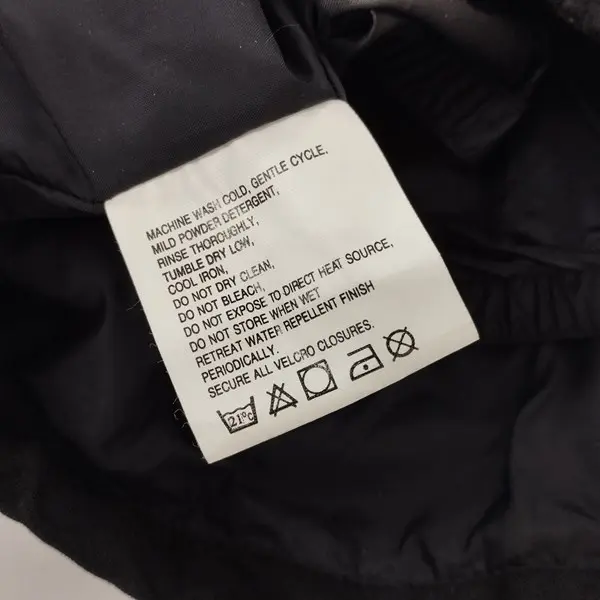 MACHINE WASH COLD, GENTLE CYCLE.
MILD POWDER DETERGENT,
RINSE THOROUGHLY,
TUMBLE DRY LOW,
COOL IRON,
DO NOT DRY CLEAN,
DO NOT BLEACH,
DO NOT EXPOSE TO DIRECT HEAT SOURCE,
DO NOT STORE WHEN WET
RETREAT WATER REPELLENT FINISH
PERIODICALLY.
SECURE ALL VELCRO CLOSURES.
21°C